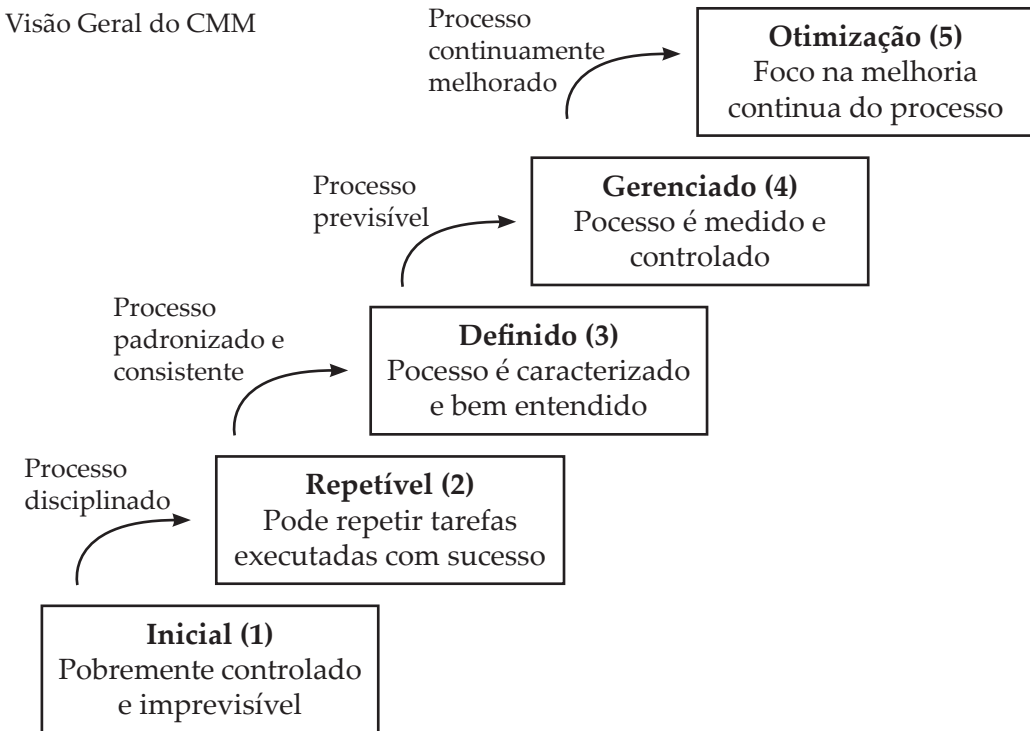 Visão Geral do CMM
Processo
continuamente
melhorado
Otimização (5)
Foco na melhoria
continua do processo
Processo
previsível
Gerenciado (4)
Pocesso é medido e
controlado
Processo
padronizado e
consistente
Definido (3)
Pocesso é caracterizado
e bem entendido
Processo
disciplinado
Repetível (2)
Pode repetir tarefas
executadas com sucesso
Inicial (1)
Pobremente controlado
e imprevisível